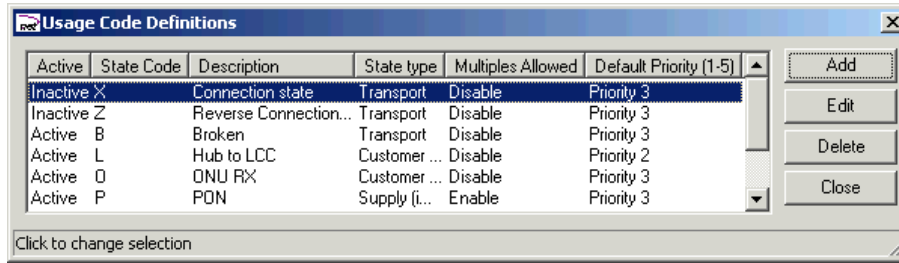 Usage Code Definitions
Active State Code Description State type Multiples Allowed Default Priority (1-5)
Inactive X Connection state Transport Disable Priority 3
Inactive Z Reverse Connection... Transport Disable Priority 3
Active B Broken Transport Disable Priority 3
Active L Hub to LCC Customer ... Disable Priority 2
Active O ONU RX Customer ... Disable Priority 3
Active P PON Supply (i... Enable Priority 3
Add
Edit
Delete
Close
Click to change selection